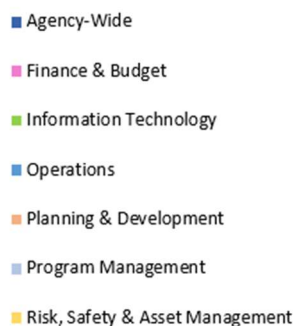 Agency-Wide
Finance & Budget
Information Technology
Operations
Planning & Development
Program Management
Risk, Safety & Asset Management